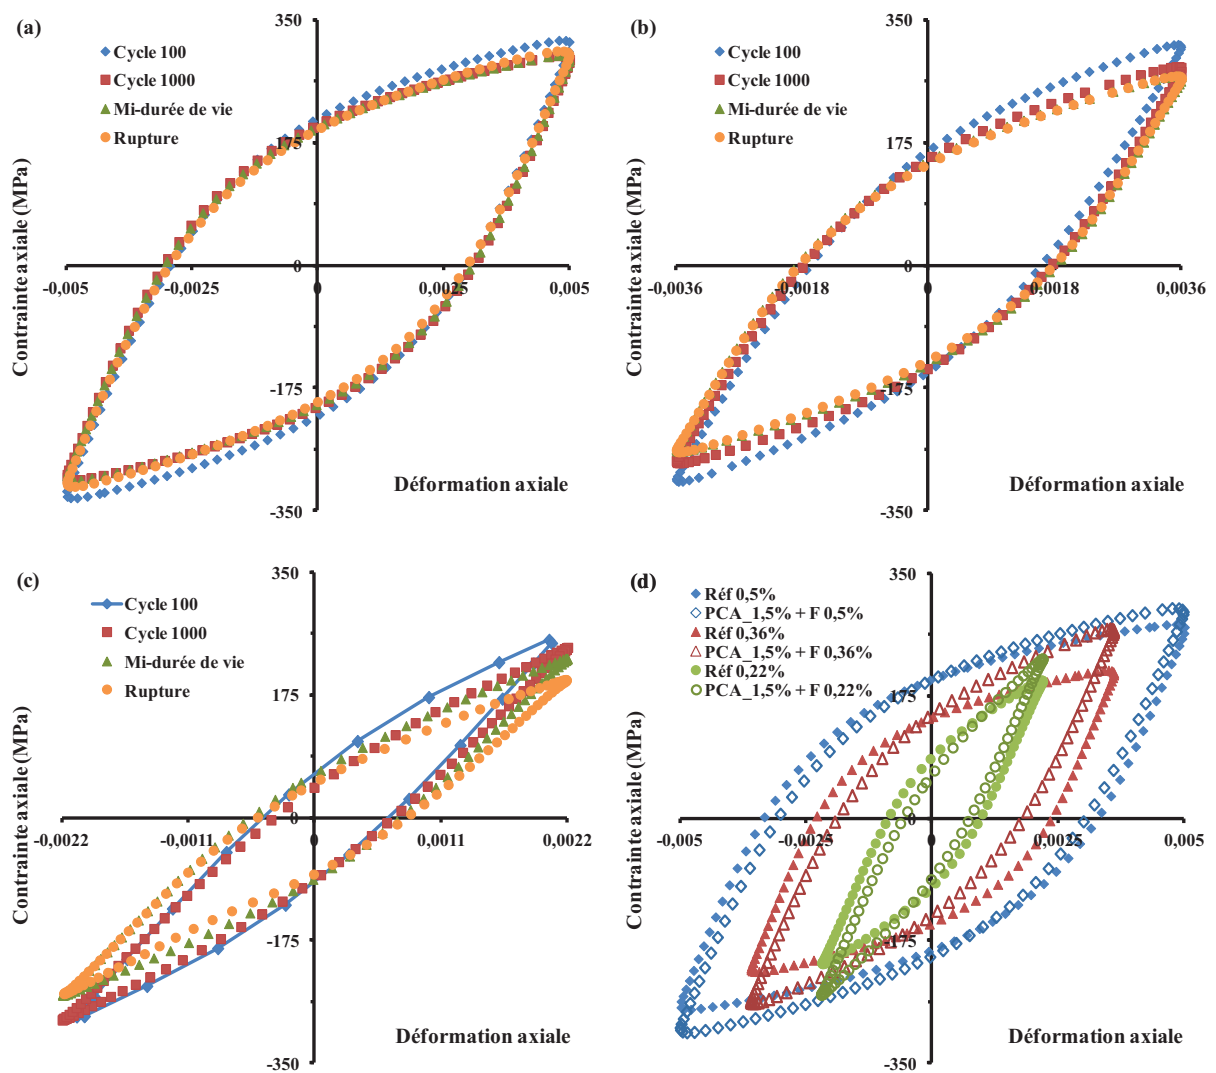 (a)
350
Cycle 100
Cycle 1000
Mi-durée de vie
Rupture
175
0
-0,005
-0,0025
0
0,0025
0,005
-175
-350
Contrainte axiale (MPa)
Déformation axiale
(b)
350
Cycle 100
Cycle 1000
Mi-durée de vie
Rupture
175
0
-0,0036
-0,0018
0
0,0018
0,0036
-175
-350
Contrainte axiale (MPa)
Déformation axiale
(c)
350
Cycle 100
Cycle 1000
Mi-durée de vie
Rupture
175
0
-0,0022
-0,0011
0
0,0011
0,0022
-175
-350
Contrainte axiale (MPa)
Déformation axiale
(d)
350
Réf 0,5%
PCA_1,5% + F 0,5%
Réf 0,36%
PCA_1,5% + F 0,36%
Réf 0,22%
PCA_1,5% + F 0,22%
175
0
-0,005
-0,0025
0
0,0025
0,005
-175
-350
Contrainte axiale (MPa)
Déformation axiale